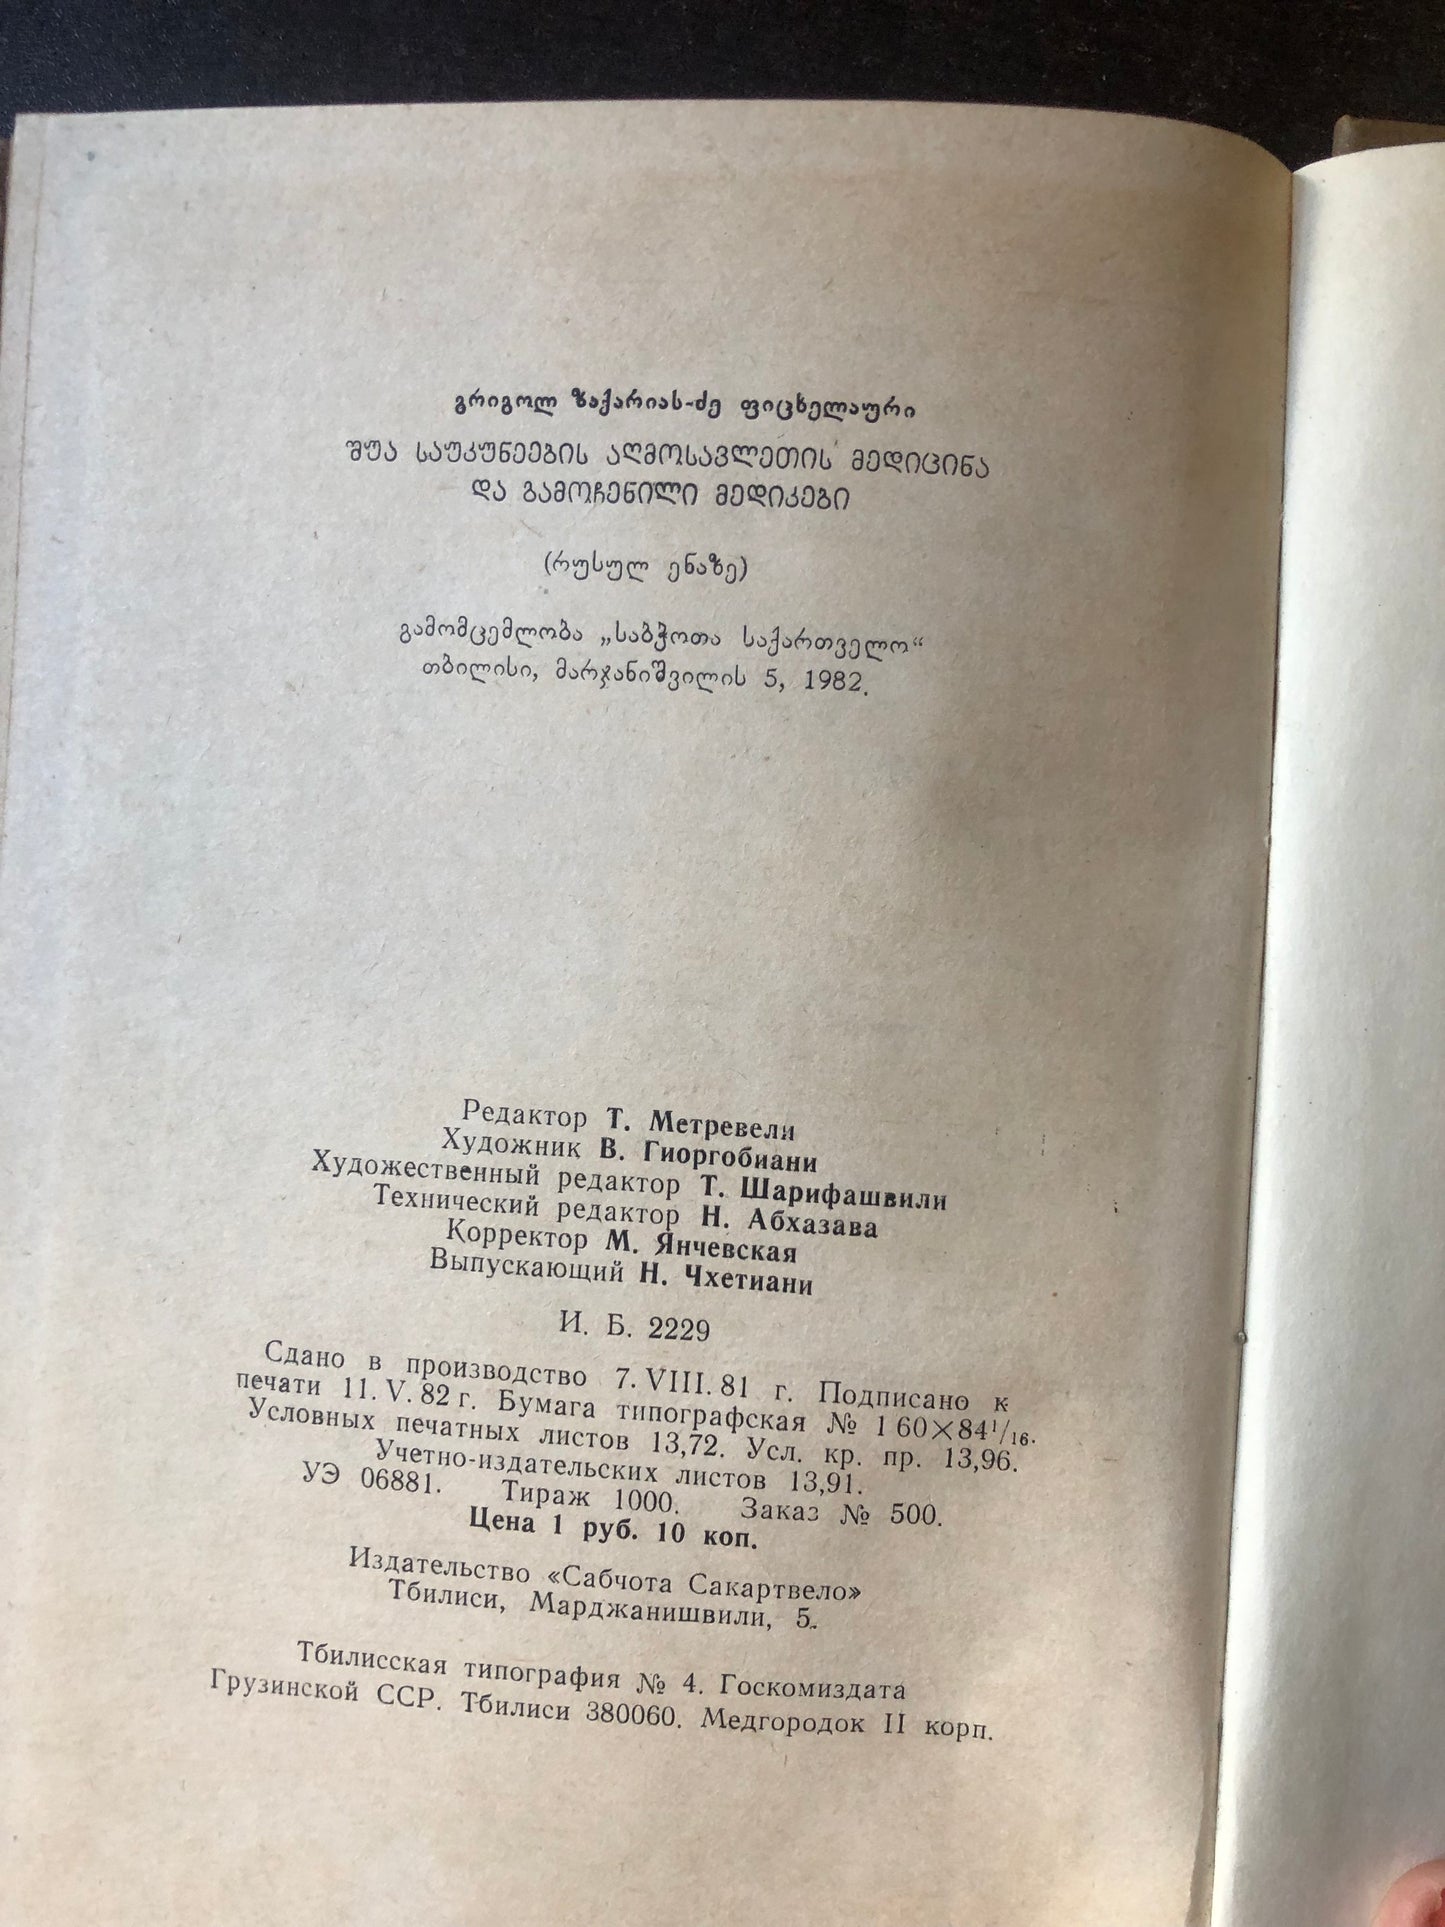 გრიგოლ ზაქარიას-ძე ფიცხელაური
შუა საუკუნეების აღმოსავლეთის მედიცინა
და გამოჩენილი მედიკები
(რუსულ ენაზე)
გამომცემლობა „საბჭოთა საქართველო“
თბილისი, მარჯანიშვილის 5, 1982.
Редактор Т. Метревели
Художник В. Гиоргобиани
Художественный редактор Т. Шарифашвили
Технический редактор Н. Абхазава
Корректор М. Янчевская
Выпускающий Н. Чхетиани
И. Б. 2229
Сдано в производство 7. VIII. 81 г. Подписано к
печати 11. V. 82 г. Бумага типографская № 1 60×84¹/₁₆.
Условных печатных листов 13,72. Усл. кр. пр. 13,96.
Учетно-издательских листов 13,91.
УЭ 06881. Тираж 1000. Заказ № 500.
Цена 1 руб. 10 коп.
Издательство «Сабчота Сакартвело»
Тбилиси, Марджанишвили, 5.
Тбилисская типография № 4. Госкомиздата
Грузинской ССР. Тбилиси 380060. Медгородок II корп.